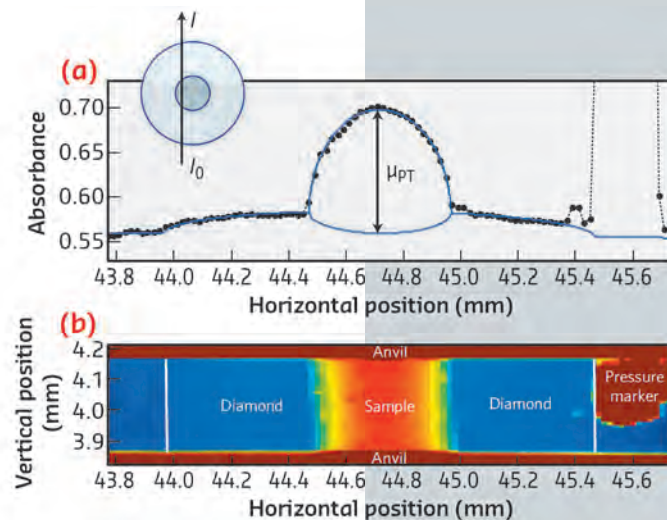 I
(a)
I0
Absorbance
0.70
0.65
0.60
0.55
μPT
43.8 44.0 44.2 44.4 44.6 44.8 45.0 45.2 45.4 45.6
Horizontal position (mm)
(b)
Vertical position
(mm)
4.2
4.1
4.0
3.9
Anvil
Diamond
Sample
Diamond
Pressure
marker
Anvil
43.8 44.0 44.2 44.4 44.6 44.8 45.0 45.2 45.4 45.6
Horizontal position (mm)